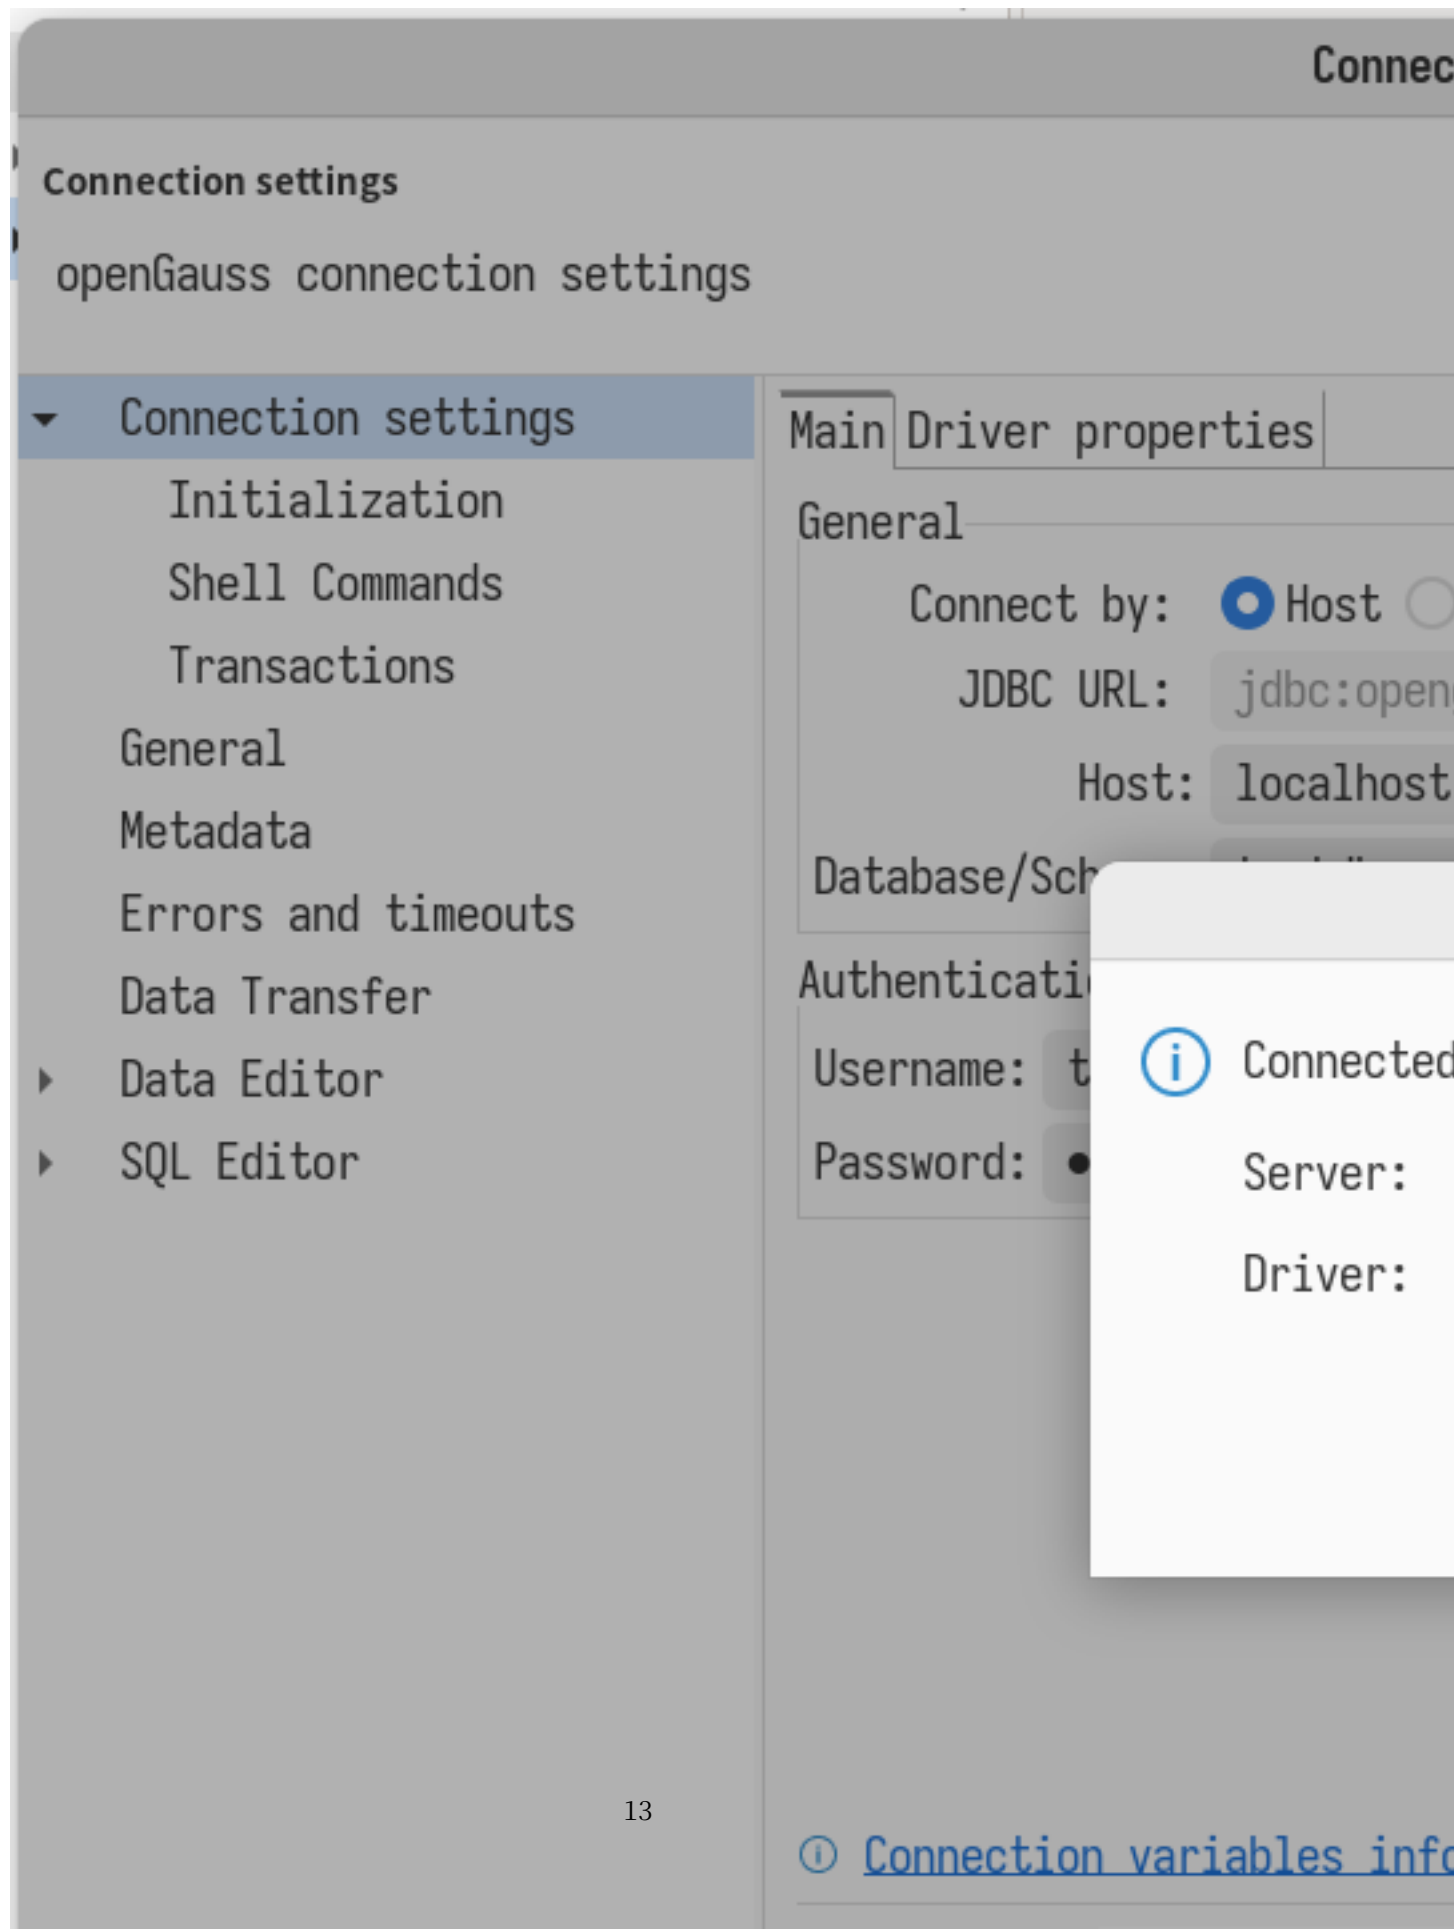 Connec
Connection settings
openGauss connection settings
Connection settings
Initialization
Shell Commands
Transactions
General
Metadata
Errors and timeouts
Data Transfer
Data Editor
SQL Editor
Main Driver properties
General
Connect by: Host
JDBC URL: jdbc:openg
Host: localhost
Database/Sch
Authenticati
Username: t
Password: •
Connected
Server:
Driver:
13
Connection variables info